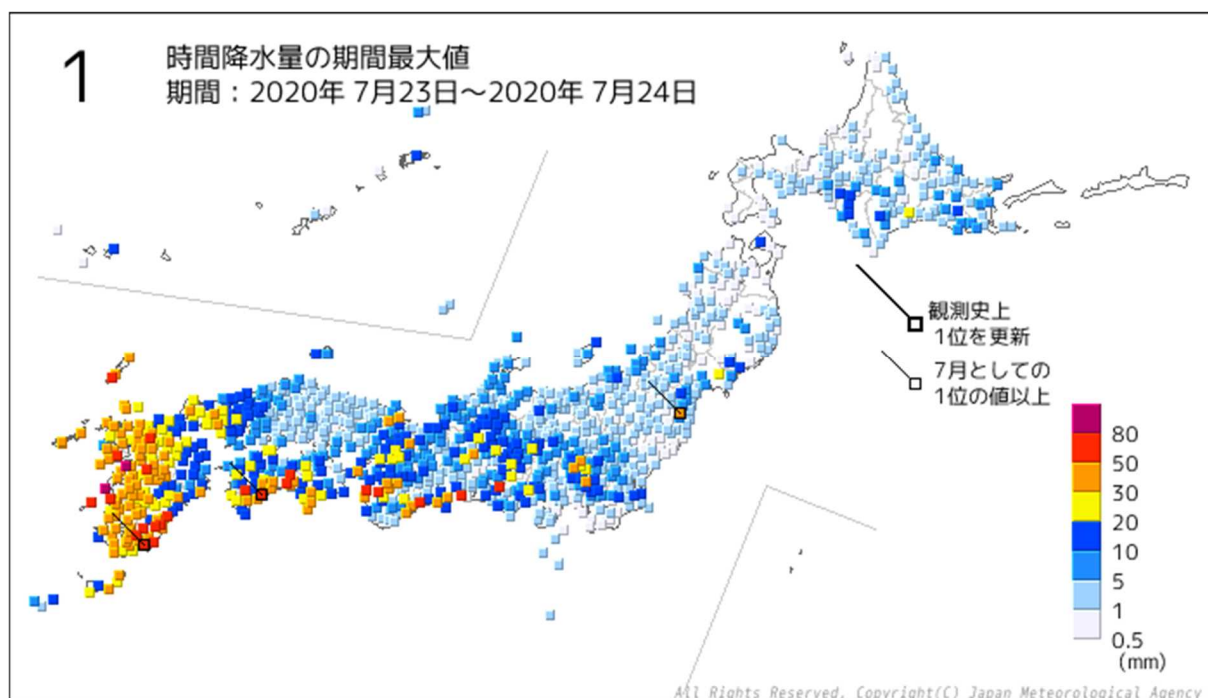 1
時間降水量の期間最大値
期間：2020年 7月23日～2020年 7月24日
観測史上
1位を更新
7月としての
1位の値以上
80
50
30
20
10
5
1
0.5
(mm)
All Rights Reserved. Copyright(C) Japan Meteorological Agency